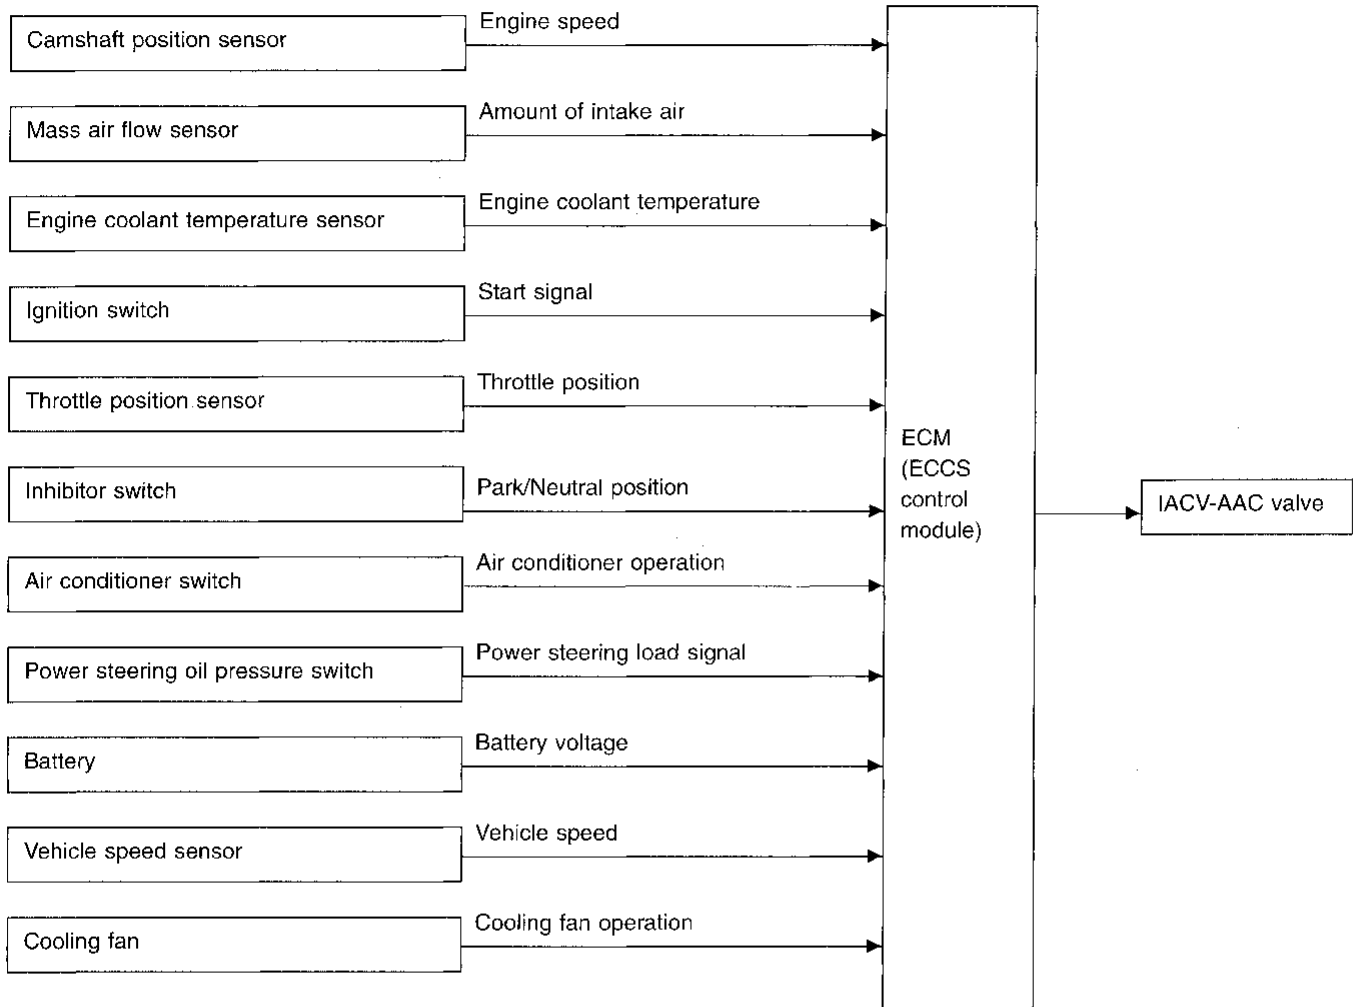 Camshaft position sensor
Engine speed
Mass air flow sensor
Amount of intake air
Engine coolant temperature sensor
Engine coolant temperature
Ignition switch
Start signal
Throttle position sensor
Throttle position
Inhibitor switch
Park/Neutral position
Air conditioner switch
Air conditioner operation
Power steering oil pressure switch
Power steering load signal
Battery
Battery voltage
Vehicle speed sensor
Vehicle speed
Cooling fan
Cooling fan operation
ECM
(ECCS
control
module)
IACV-AAC valve